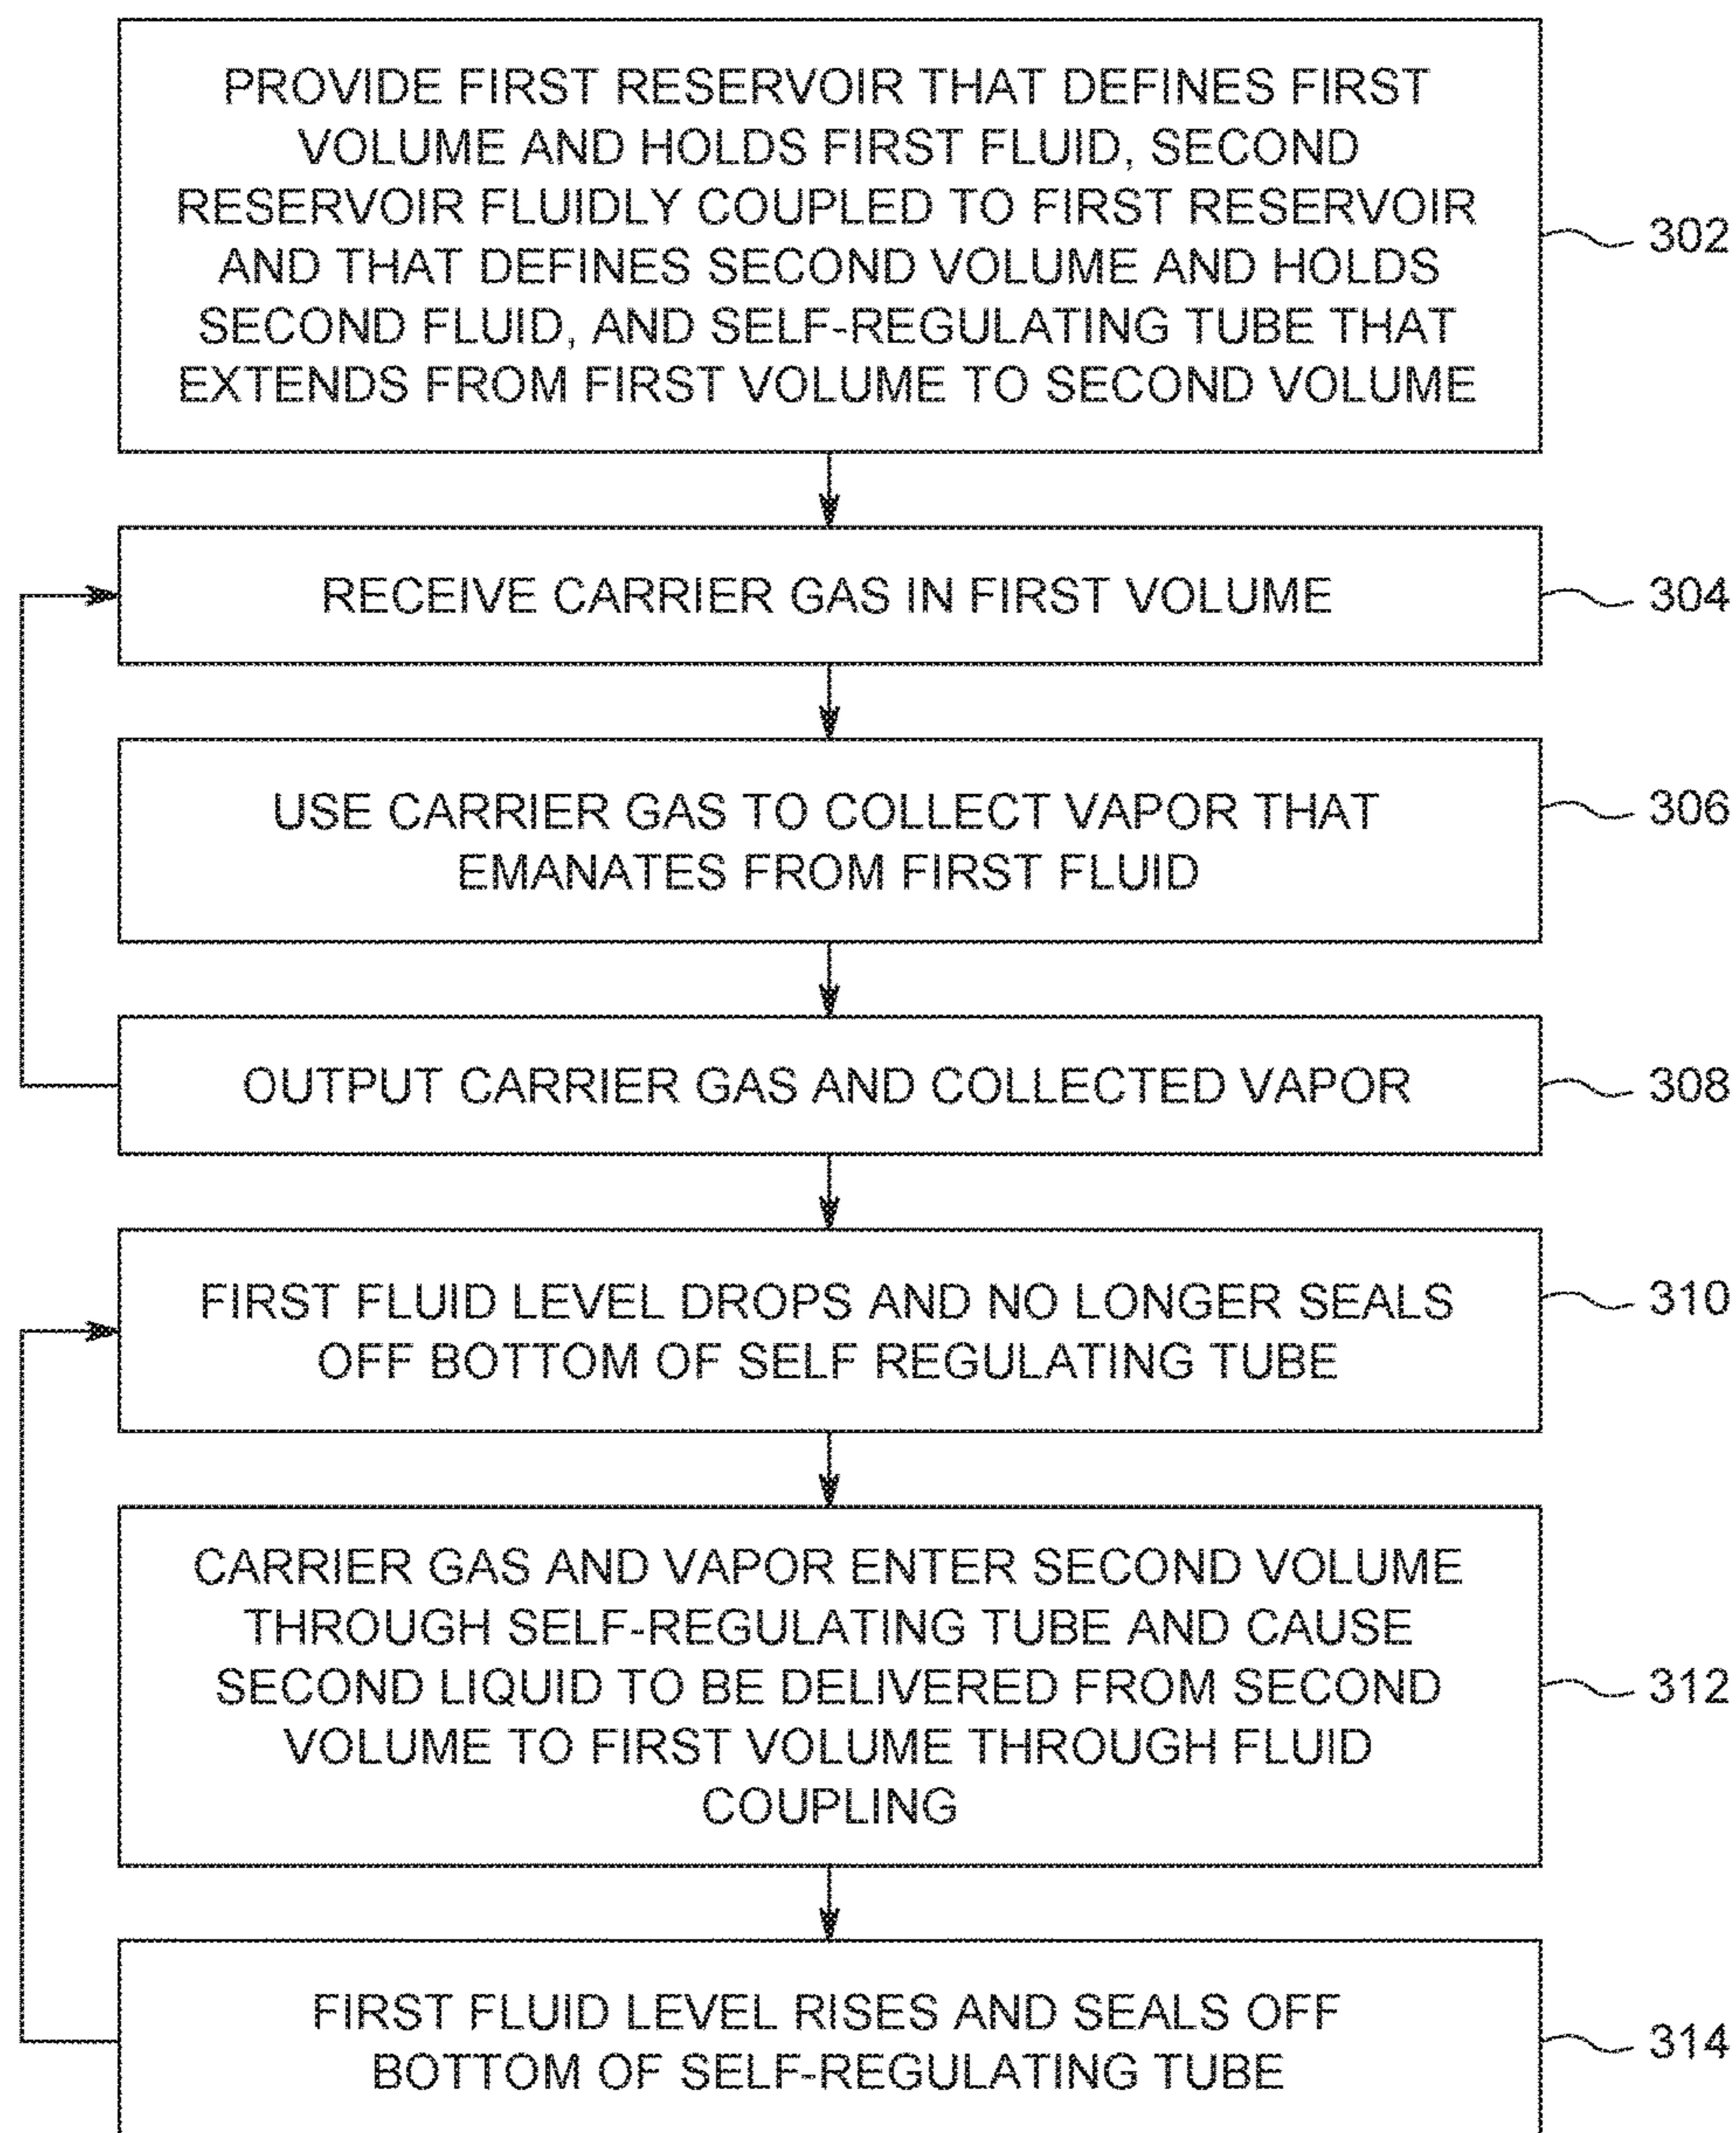 PROVIDE FIRST RESERVOIR THAT DEFINES FIRST
VOLUME AND HOLDS FIRST FLUID, SECOND
RESERVOIR FLUIDLY COUPLED TO FIRST RESERVOIR
AND THAT DEFINES SECOND VOLUME AND HOLDS
SECOND FLUID, AND SELF-REGULATING TUBE THAT
EXTENDS FROM FIRST VOLUME TO SECOND VOLUME
302
RECEIVE CARRIER GAS IN FIRST VOLUME
304
USE CARRIER GAS TO COLLECT VAPOR THAT
EMANATES FROM FIRST FLUID
306
OUTPUT CARRIER GAS AND COLLECTED VAPOR
308
FIRST FLUID LEVEL DROPS AND NO LONGER SEALS
OFF BOTTOM OF SELF REGULATING TUBE
310
CARRIER GAS AND VAPOR ENTER SECOND VOLUME
THROUGH SELF-REGULATING TUBE AND CAUSE
SECOND LIQUID TO BE DELIVERED FROM SECOND
VOLUME TO FIRST VOLUME THROUGH FLUID
COUPLING
312
FIRST FLUID LEVEL RISES AND SEALS OFF
BOTTOM OF SELF-REGULATING TUBE
314